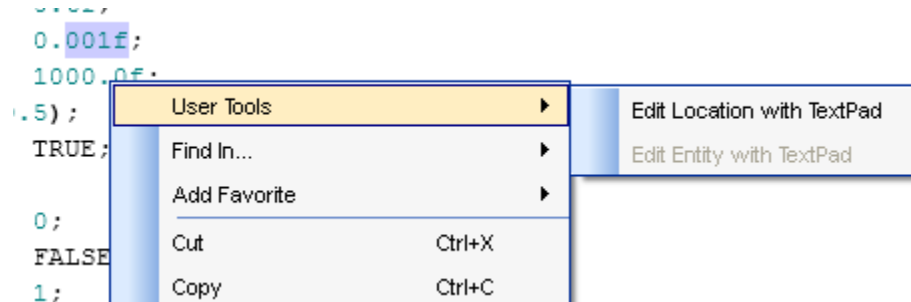 0.001f;
1000.0f;
.5);
User Tools
Edit Location with TextPad
TRUE;
Find In...
Edit Entity with TextPad
Add Favorite
0;
Cut Ctrl+X
FALSE
1;
Copy Ctrl+C